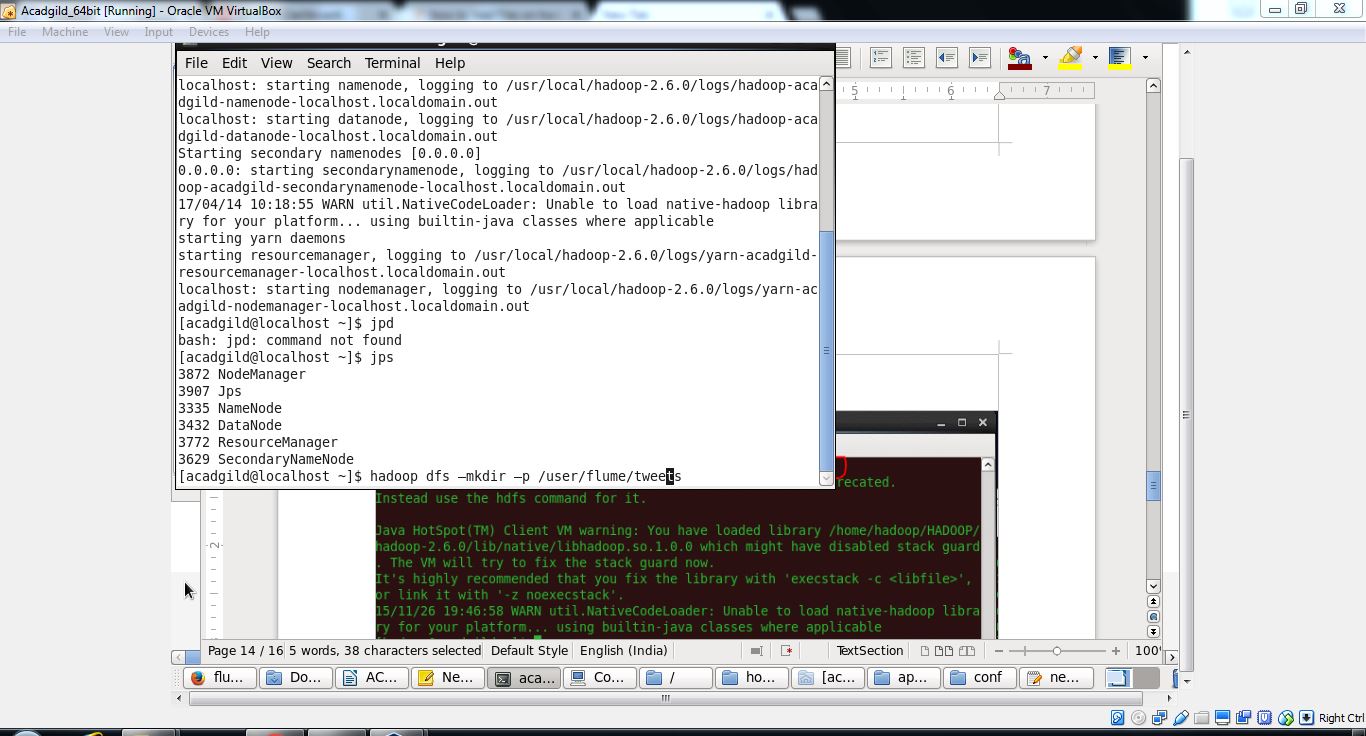 Acadgild_64bit [Running] - Oracle VM VirtualBox
File Machine View Input Devices Help
File Edit View Search Terminal Help
localhost: starting namenode, logging to /usr/local/hadoop-2.6.0/logs/hadoop-aca
dgild-namenode-localhost.localdomain.out
localhost: starting datanode, logging to /usr/local/hadoop-2.6.0/logs/hadoop-aca
dgild-datanode-localhost.localdomain.out
Starting secondary namenodes [0.0.0.0]
0.0.0.0: starting secondarynamenode, logging to /usr/local/hadoop-2.6.0/logs/had
oop-acadgild-secondarynamenode-localhost.localdomain.out
17/04/14 10:18:55 WARN util.NativeCodeLoader: Unable to load native-hadoop libra
ry for your platform... using builtin-java classes where applicable
starting yarn daemons
starting resourcemanager, logging to /usr/local/hadoop-2.6.0/logs/yarn-acadgild-
resourcemanager-localhost.localdomain.out
localhost: starting nodemanager, logging to /usr/local/hadoop-2.6.0/logs/yarn-ac
adgild-nodemanager-localhost.localdomain.out
[acadgild@localhost ~]$ jpd
bash: jpd: command not found
[acadgild@localhost ~]$ jps
3872 NodeManager
3907 Jps
3335 NameNode
3432 DataNode
3772 ResourceManager
3629 SecondaryNameNode
[acadgild@localhost ~]$ hadoop dfs –mkdir –p /user/flume/tweets
5 6 7
recated.
Instead use the hdfs command for it.
Java HotSpot(TM) Client VM warning: You have loaded library /home/hadoop/HADOOP/
hadoop-2.6.0/lib/native/libhadoop.so.1.0.0 which might have disabled stack guard
. The VM will try to fix the stack guard now.
It's highly recommended that you fix the library with 'execstack -c <libfile>',
or link it with '-z noexecstack'.
15/11/26 19:46:58 WARN util.NativeCodeLoader: Unable to load native-hadoop libra
ry for your platform... using builtin-java classes where applicable
2
Page 14 / 16 5 words, 38 characters selected Default Style English (India) TextSection 100
flu... Do... AC... Ne... aca... Co... / ho... [ac... ap... conf ne...
Right Ctrl